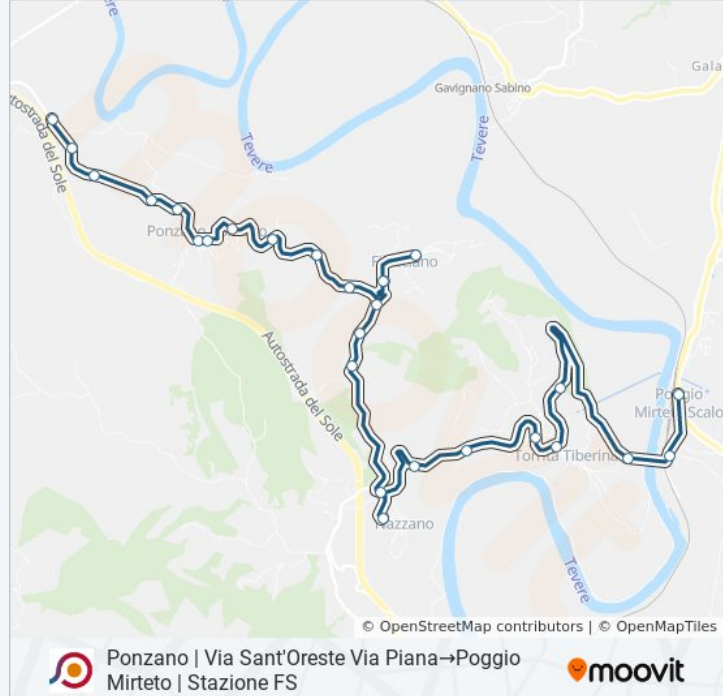 Tevere
Gala
Gavignano Sabino
Autostrada del Sole
Tevere
Tevere
Autostrada del Sole
Poggio
Mirteto Scalo
Torrita Tiberina
Nazzano
Tevere
© OpenStreetMap contributors | © OpenMapTiles
Ponzano | Via Sant'Oreste Via Piana→Poggio
Mirteto | Stazione FS
moovit